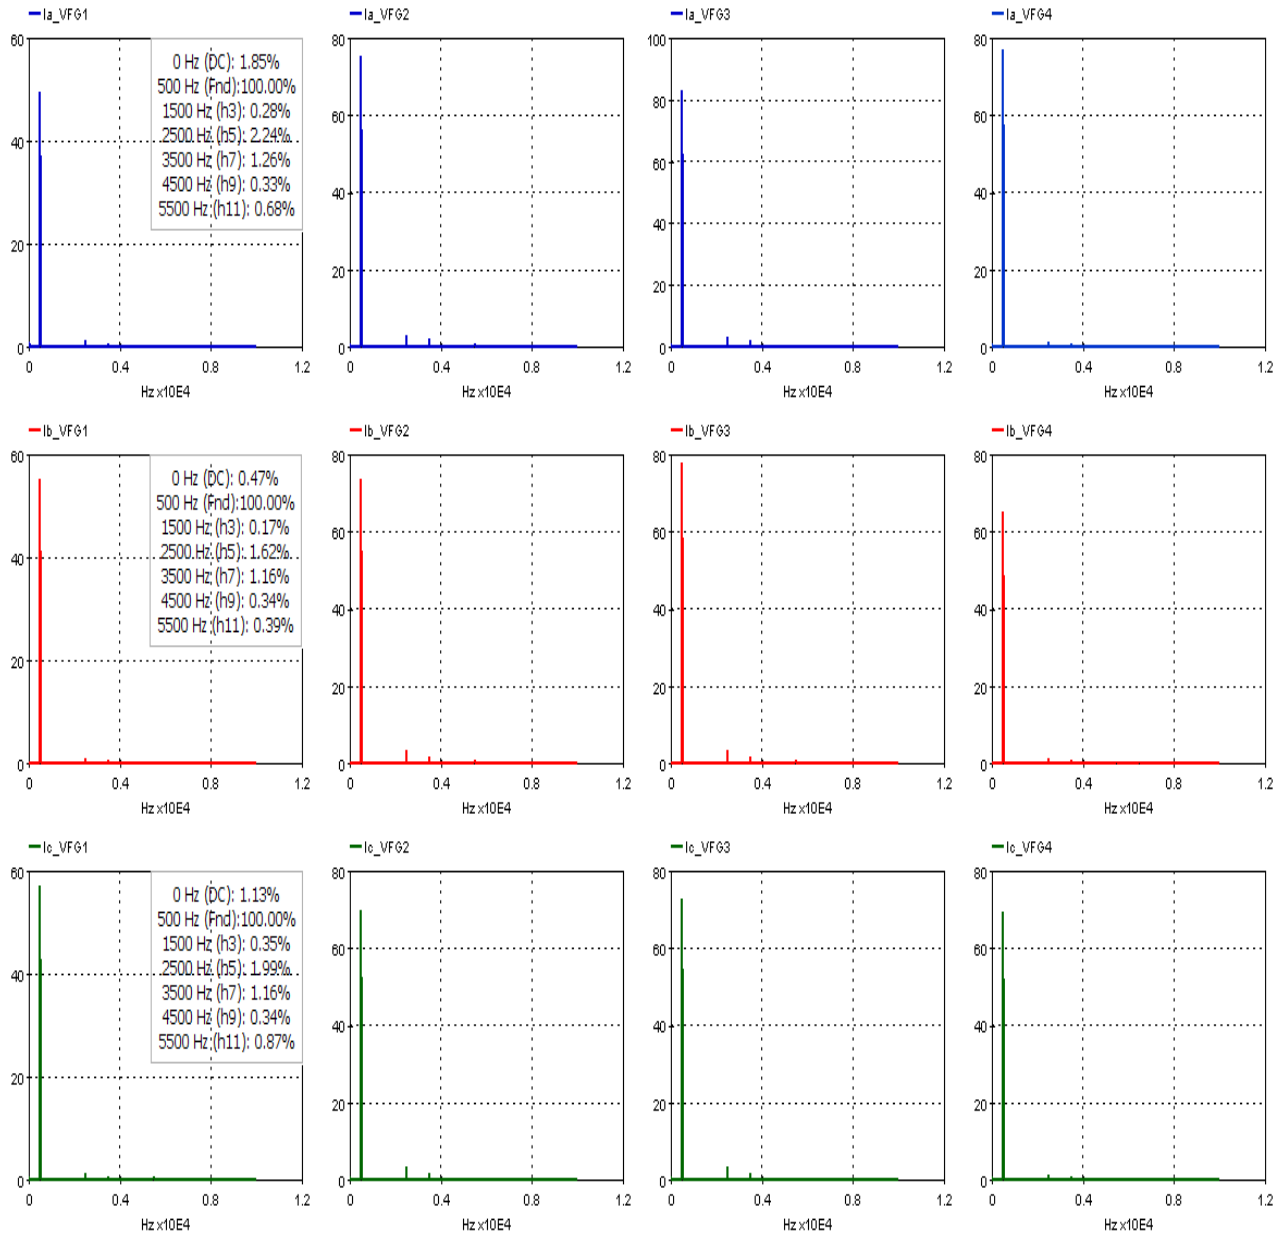 Ia_VFG1
60
40
20
0
0 Hz (DC): 1.85%
500 Hz (Fnd):100.00%
1500 Hz (h3): 0.28%
2500 Hz (h5): 2.24%
3500 Hz (h7): 1.26%
4500 Hz (h9): 0.33%
5500 Hz (h11): 0.68%
0 0.4 0.8 1.2
Hz x10E4
Ia_VFG2
80
60
40
20
0
0 0.4 0.8 1.2
Hz x10E4
Ia_VFG3
100
80
60
40
20
0
0 0.4 0.8 1.2
Hz x10E4
Ia_VFG4
80
60
40
20
0
0 0.4 0.8 1.2
Hz x10E4
Ib_VFG1
60
40
20
0
0 Hz (DC): 0.47%
500 Hz (Fnd):100.00%
1500 Hz (h3): 0.17%
2500 Hz (h5): 1.62%
3500 Hz (h7): 1.16%
4500 Hz (h9): 0.34%
5500 Hz (h11): 0.39%
0 0.4 0.8 1.2
Hz x10E4
Ib_VFG2
80
60
40
20
0
0 0.4 0.8 1.2
Hz x10E4
Ib_VFG3
80
60
40
20
0
0 0.4 0.8 1.2
Hz x10E4
Ib_VFG4
80
60
40
20
0
0 0.4 0.8 1.2
Hz x10E4
Ic_VFG1
60
40
20
0
0 Hz (DC): 1.13%
500 Hz (Fnd):100.00%
1500 Hz (h3): 0.35%
2500 Hz (h5): 1.99%
3500 Hz (h7): 1.16%
4500 Hz (h9): 0.34%
5500 Hz (h11): 0.87%
0 0.4 0.8 1.2
Hz x10E4
Ic_VFG2
80
60
40
20
0
0 0.4 0.8 1.2
Hz x10E4
Ic_VFG3
80
60
40
20
0
0 0.4 0.8 1.2
Hz x10E4
Ic_VFG4
80
60
40
20
0
0 0.4 0.8 1.2
Hz x10E4